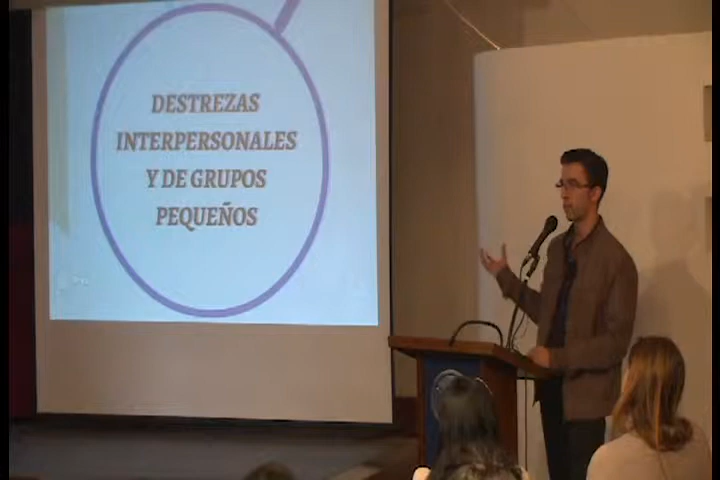 DESTREZAS
INTERPERSONALES
Y DE GRUPOS
PEQUEÑOS